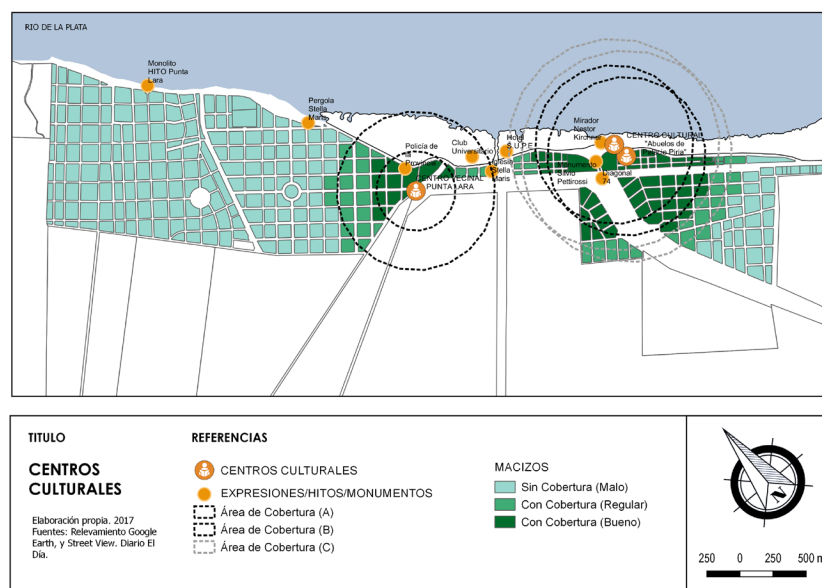 RIO DE LA PLATA
Monolito
HITO Punta
Lara
Pergola
Stella
Maris
Policía de
la
Provincia
CENTRO VECINAL
PUNTA LARA
Club
Universitario
Iglesia
Stella
Maris
Hotel
S.U.P.E
Mirador
Nestor
Kirchner
CENTRO CULTURAL
"Abuelos de
Monumento
Silvio
Pettirossi
Diagonal
74
TITULO
CENTROS
CULTURALES
Elaboración propia. 2017
Fuentes: Relevamiento Google
Earth, y Street View. Diario El
Día.
REFERENCIAS
CENTROS CULTURALES
EXPRESIONES/HITOS/MONUMENTOS
Área de Cobertura (A)
Área de Cobertura (B)
Área de Cobertura (C)
MACIZOS
Sin Cobertura (Malo)
Con Cobertura (Regular)
Con Cobertura (Bueno)
N
250 0 250 500 m